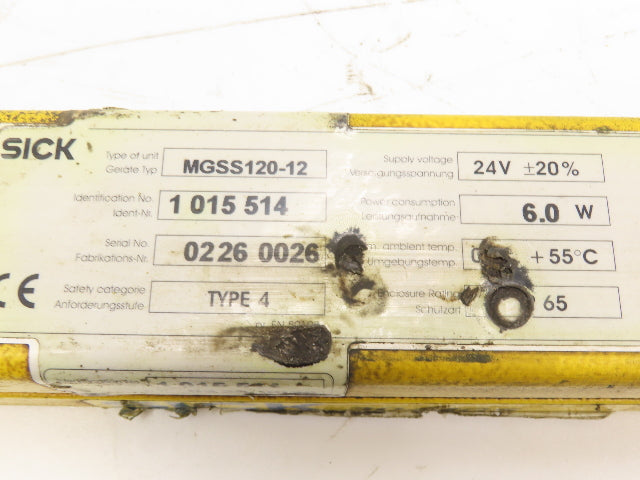 SICK
Type of unit
Geräte Typ
MGSS120-12
Identification No.
Ident-Nr.
1 015 514
Serial No.
Fabrikations-Nr.
0226 0026
Safety category
Anforderungsstufe
TYPE 4
CE
Supply voltage
Versorgungsspannung
24V ±20%
Power consumption
Leistungsaufnahme
6.0 W
ambient temp.
Umgebungstemp.
+55°C
Enclosure Rating
Schutzart
65